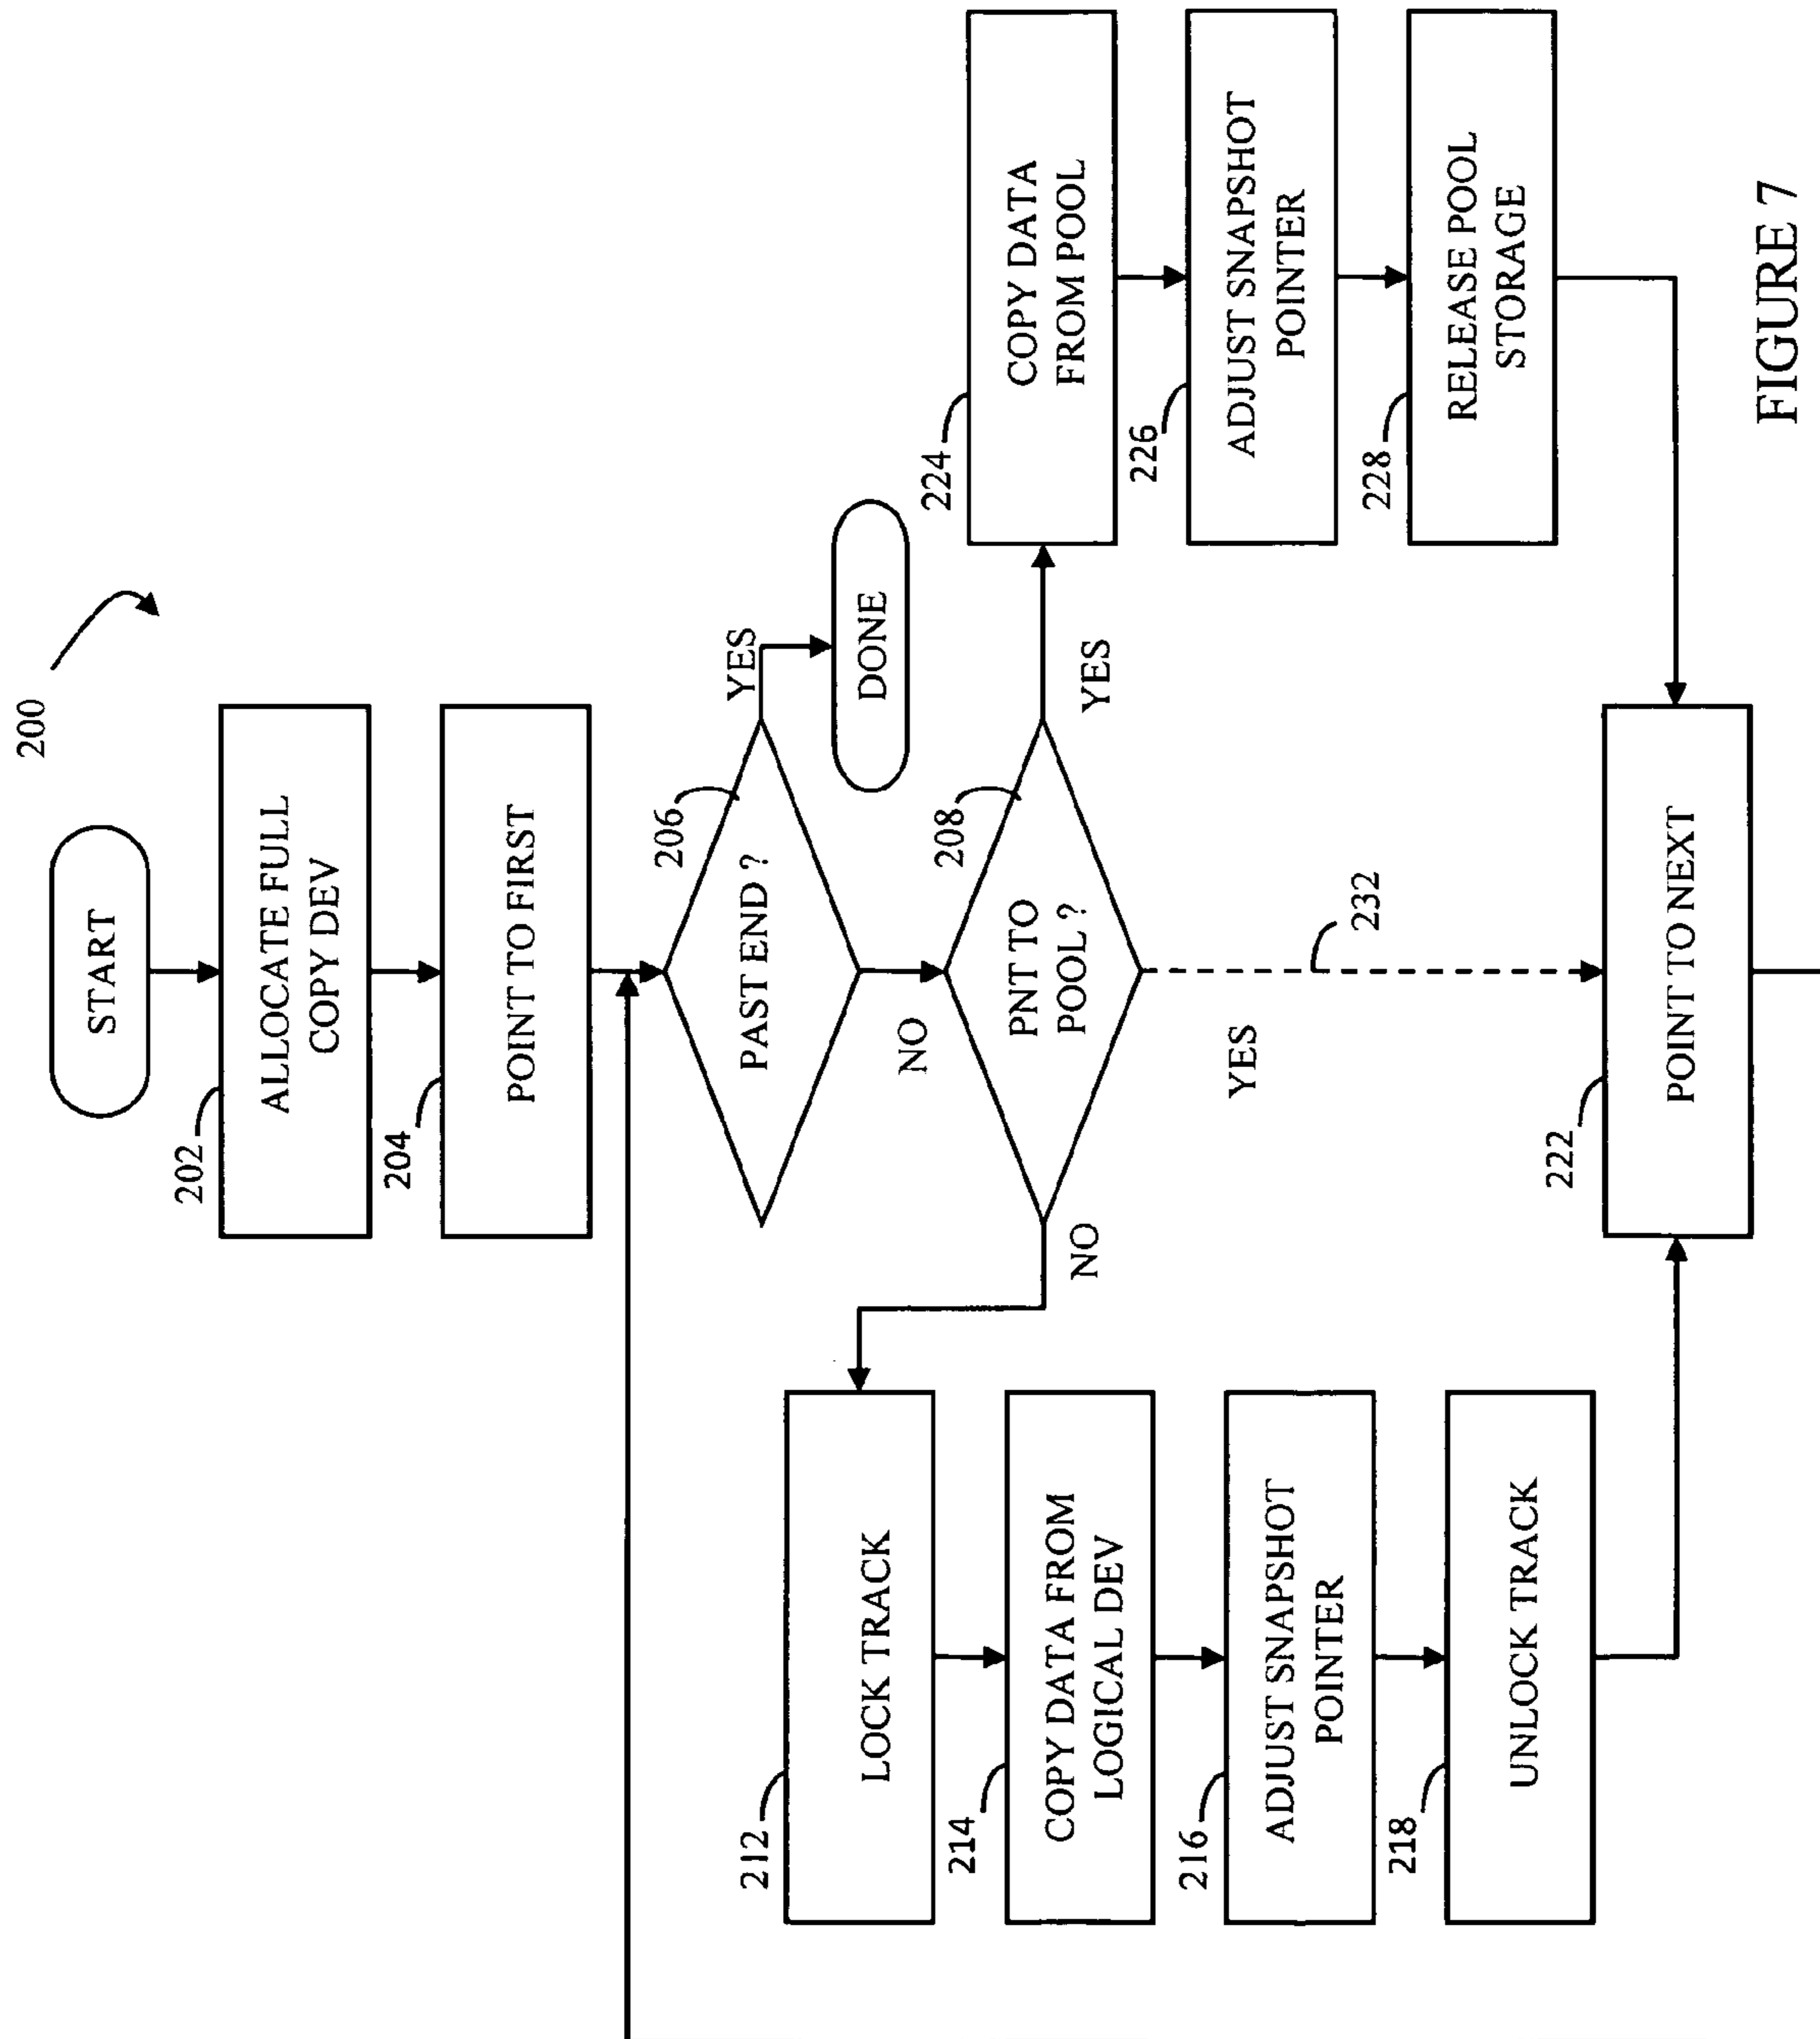 200
START
202
ALLOCATE FULL
COPY DEV
204
POINT TO FIRST
206
PAST END ?
YES
DONE
NO
208
PNT TO
POOL ?
NO
YES
YES
232
212
LOCK TRACK
214
COPY DATA FROM
LOGICAL DEV
216
ADJUST SNAPSHOT
POINTER
218
UNLOCK TRACK
224
COPY DATA
FROM POOL
226
ADJUST SNAPSHOT
POINTER
228
RELEASE POOL
STORAGE
222
POINT TO NEXT
FIGURE 7